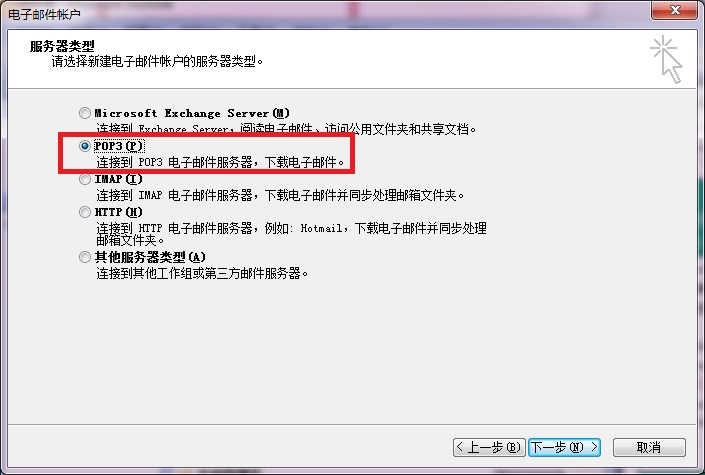 电子邮件帐户
服务器类型
请选择新建电子邮件帐户的服务器类型。
Microsoft Exchange Server(M)
连接到 Exchange Server，阅读电子邮件、访问公用文件夹和共享文档。
POP3(P)
连接到 POP3 电子邮件服务器，下载电子邮件。
IMAP(I)
连接到 IMAP 电子邮件服务器，下载电子邮件并同步处理邮箱文件夹。
HTTP(H)
连接到 HTTP 电子邮件服务器，例如: Hotmail，下载电子邮件并同步处理
邮箱文件夹。
其他服务器类型(A)
连接到其他工作组或第三方邮件服务器。
< 上一步(B) 下一步(N) > 取消